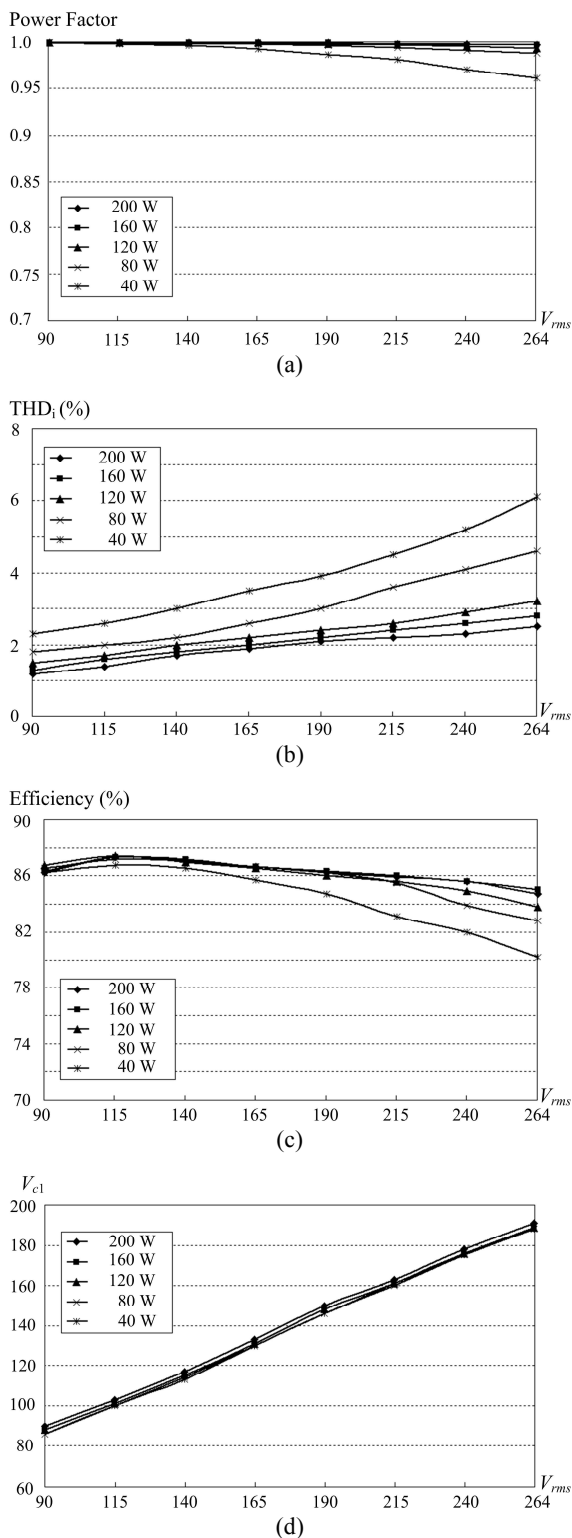 Power Factor
1.0
0.95
0.9
0.85
0.8
0.75
0.7
200 W
160 W
120 W
80 W
40 W
90 115 140 165 190 215 240 264
Vrms
(a)
THDi (%)
8
6
4
2
0
200 W
160 W
120 W
80 W
40 W
90 115 140 165 190 215 240 264
Vrms
(b)
Efficiency (%)
90
86
82
78
74
70
200 W
160 W
120 W
80 W
40 W
90 115 140 165 190 215 240 264
Vrms
(c)
Vc1
200
180
160
140
120
100
80
60
200 W
160 W
120 W
80 W
40 W
90 115 140 165 190 215 240 264
Vrms
(d)